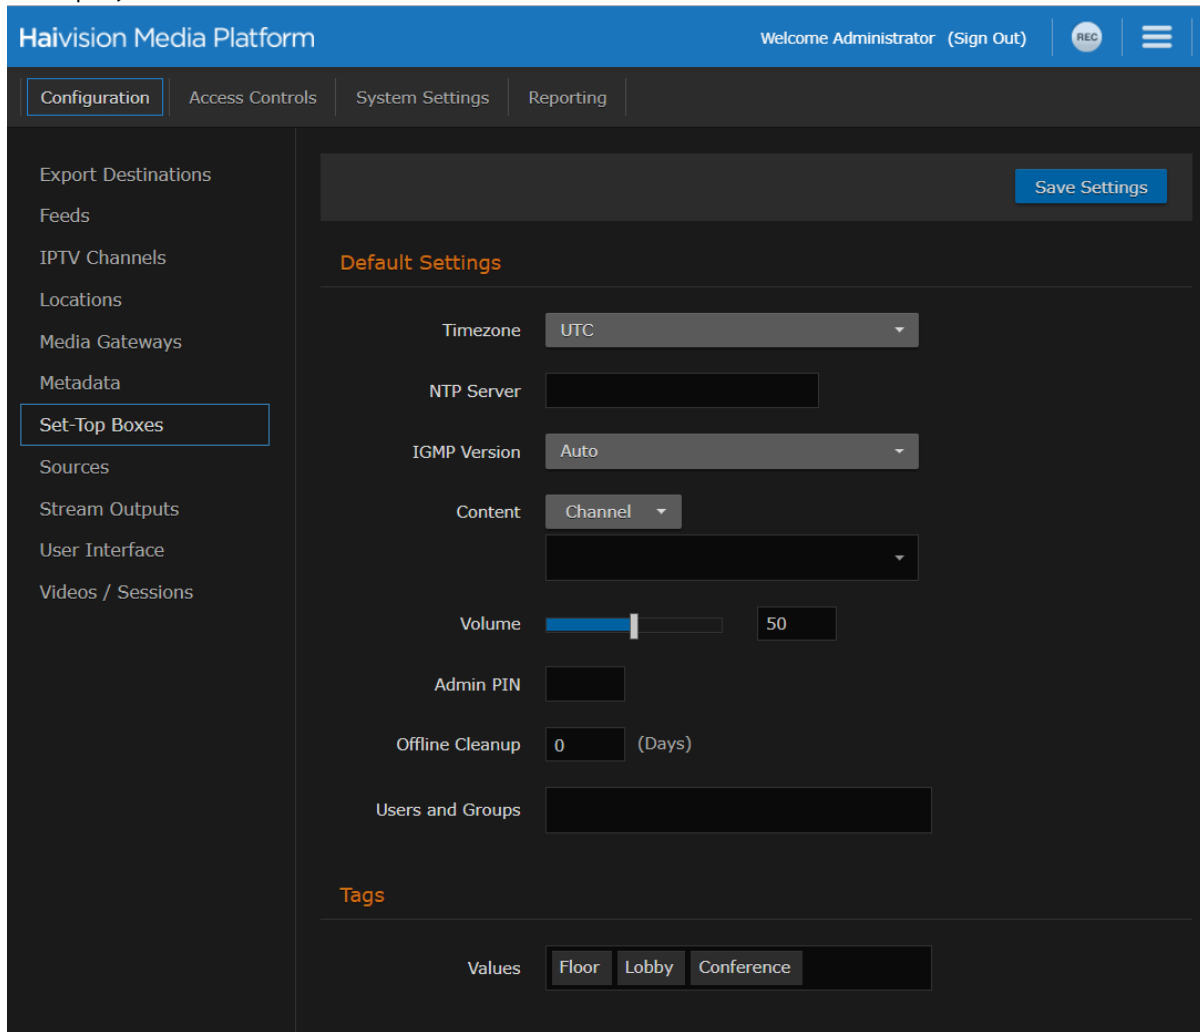 Haivision Media Platform
Welcome Administrator (Sign Out)
REC
Configuration Access Controls System Settings Reporting
Export Destinations
Feeds
IPTV Channels
Locations
Media Gateways
Metadata
Set-Top Boxes
Sources
Stream Outputs
User Interface
Videos / Sessions
Save Settings
Default Settings
Timezone UTC
NTP Server
IGMP Version Auto
Content Channel
Volume 50
Admin PIN
Offline Cleanup 0 (Days)
Users and Groups
Tags
Values Floor Lobby Conference